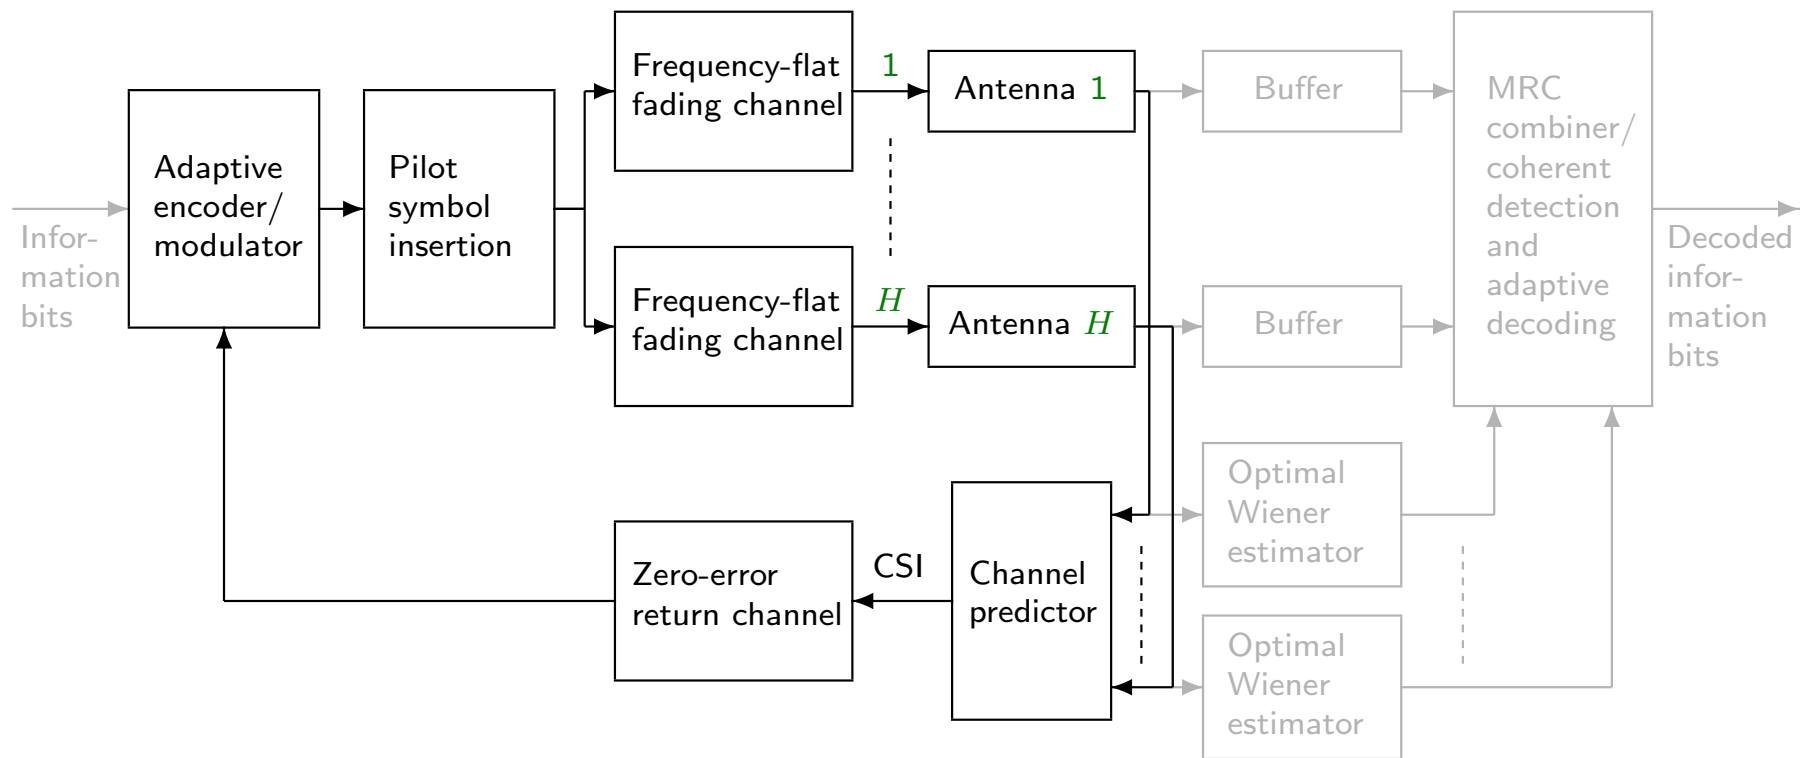 Infor-
mation
bits
Adaptive
encoder/
modulator
Pilot
symbol
insertion
Frequency-flat
fading channel
1
Antenna 1
Buffer
Frequency-flat
fading channel
H
Antenna H
Buffer
MRC
combiner/
coherent
detection
and
adaptive
decoding
Decoded
infor-
mation
bits
Zero-error
return channel
CSI
Channel
predictor
Optimal
Wiener
estimator
Optimal
Wiener
estimator